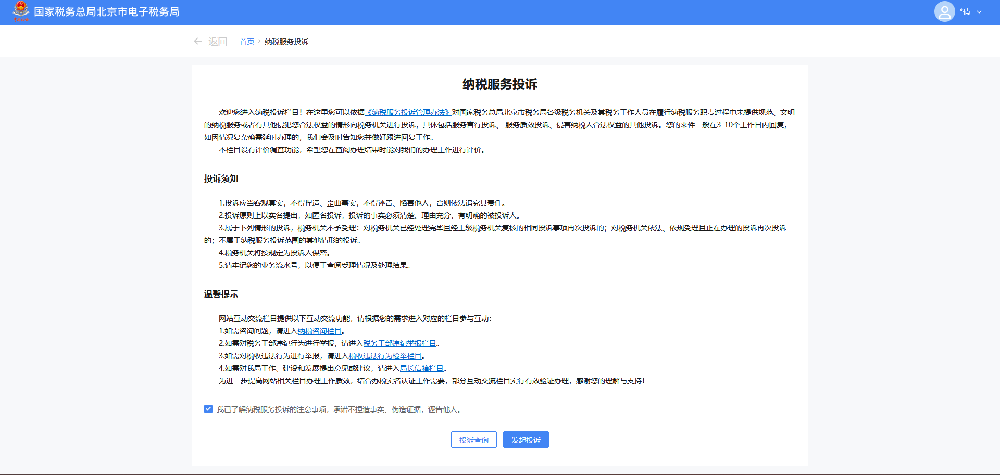 国家税务总局北京市电子税务局
*倩
返回 首页 > 纳税服务投诉
纳税服务投诉
欢迎您进入纳税投诉栏目！在这里您可以依据《纳税服务投诉管理办法》对国家税务总局北京市税务局各级税务机关及其税务工作人员在履行纳税服务职责过程中未提供规范、文明
的纳税服务或者有其他侵犯您合法权益的情形向税务机关进行投诉，具体包括服务言行投诉、 服务质效投诉、侵害纳税人合法权益的其他投诉。您的来件一般在3-10个工作日内回复，
如因情况复杂确需延时办理的，我们会及时告知您并做好跟进回复工作。
本栏目设有评价调查功能，希望您在查阅办理结果时能对我们的办理工作进行评价。
投诉须知
1.投诉应当客观真实，不得捏造、歪曲事实，不得诬告、陷害他人，否则依法追究其责任。
2.投诉原则上以实名提出，如匿名投诉，投诉的事实必须清楚、理由充分，有明确的被投诉人。
3.属于下列情形的投诉，税务机关不予受理：对税务机关已经处理完毕且经上级税务机关复核的相同投诉事项再次投诉的；对税务机关依法、依规受理且正在办理的投诉再次投诉
的；不属于纳税服务投诉范围的其他情形的投诉。
4.税务机关将按规定为投诉人保密。
5.请牢记您的业务流水号，以便于查阅受理情况及处理结果。
温馨提示
网站互动交流栏目提供以下互动交流功能，请根据您的需求进入对应的栏目参与互动：
1.如需咨询问题，请进入纳税咨询栏目。
2.如需对税务干部违纪行为进行举报，请进入税务干部违纪举报栏目。
3.如需对税收违法行为进行举报，请进入税收违法行为检举栏目。
4.如需对我局工作、建设和发展提出意见或建议，请进入局长信箱栏目。
为进一步提高网站相关栏目办理工作质效，结合办税实名认证工作需要，部分互动交流栏目实行有效验证办理，感谢您的理解与支持！
我已了解纳税服务投诉的注意事项，承诺不捏造事实、伪造证据，诬告他人。
投诉查询 发起投诉